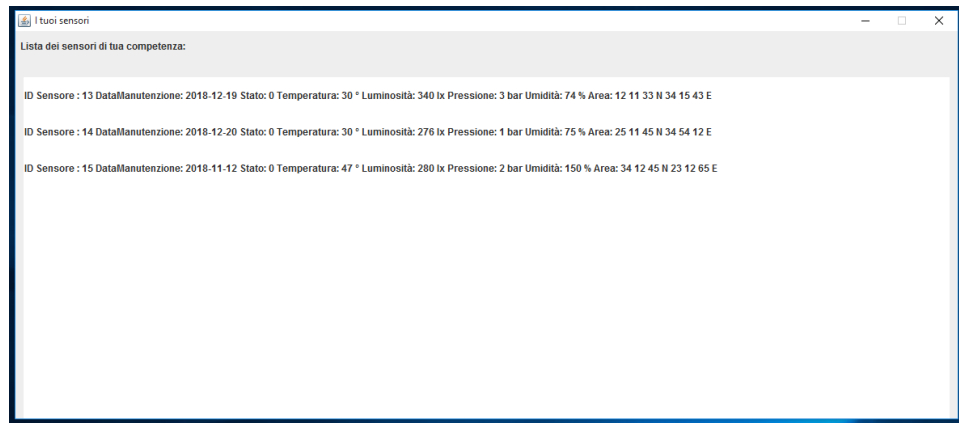 I tuoi sensori
Lista dei sensori di tua competenza:
ID Sensore : 13 DataManutenzione: 2018-12-19 Stato: 0 Temperatura: 30 ° Luminosità: 340 lx Pressione: 3 bar Umidità: 74 % Area: 12 11 33 N 34 15 43 E
ID Sensore : 14 DataManutenzione: 2018-12-20 Stato: 0 Temperatura: 30 ° Luminosità: 276 lx Pressione: 1 bar Umidità: 75 % Area: 25 11 45 N 34 54 12 E
ID Sensore : 15 DataManutenzione: 2018-11-12 Stato: 0 Temperatura: 47 ° Luminosità: 280 lx Pressione: 2 bar Umidità: 150 % Area: 34 12 45 N 23 12 65 E